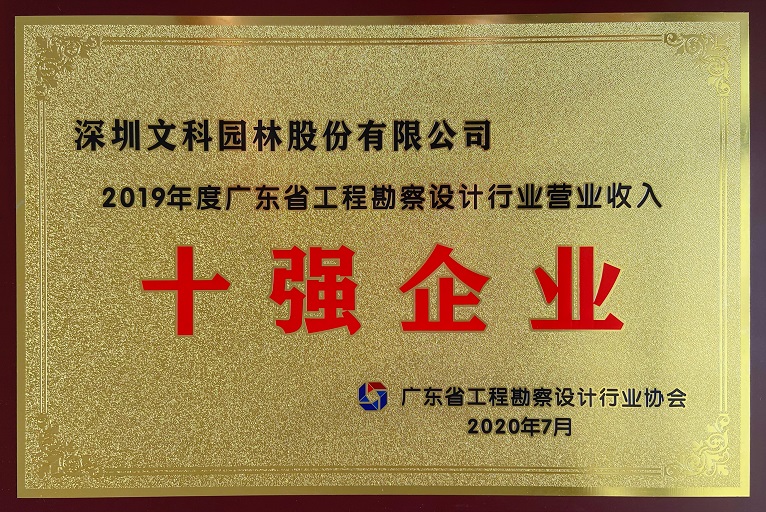 深圳文科园林股份有限公司
2019年度广东省工程勘察设计行业营业收入
十强企业
广东省工程勘察设计行业协会
2020年7月